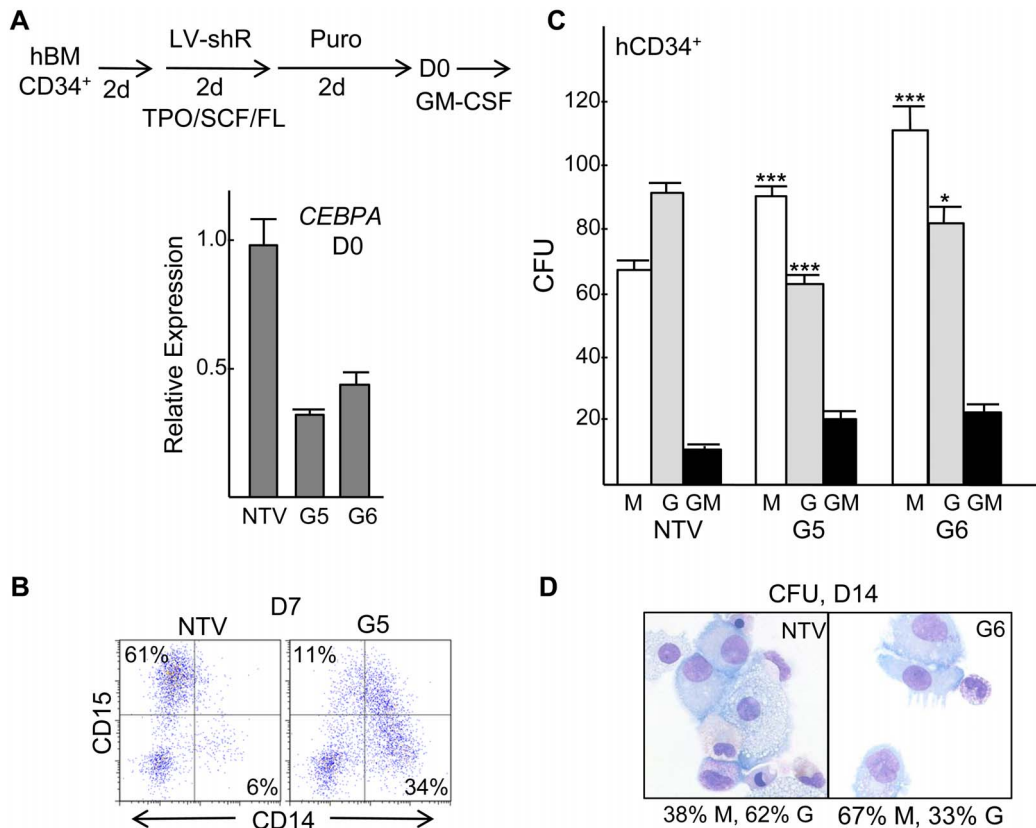 A
hBM
CD34⁺
2d
LV-shR
2d
TPO/SCF/FL
Puro
2d
D0
GM-CSF
Relative Expression
1.0
0.5
CEBPA
D0
NTV G5 G6
B
D7
NTV G5
61% 11%
6% 34%
CD15
CD14
C
hCD34⁺
CFU
120
100
80
60
40
20
*** ***
*** *
M G GM M G GM M G GM
NTV G5 G6
D
CFU, D14
NTV G6
38% M, 62% G 67% M, 33% G